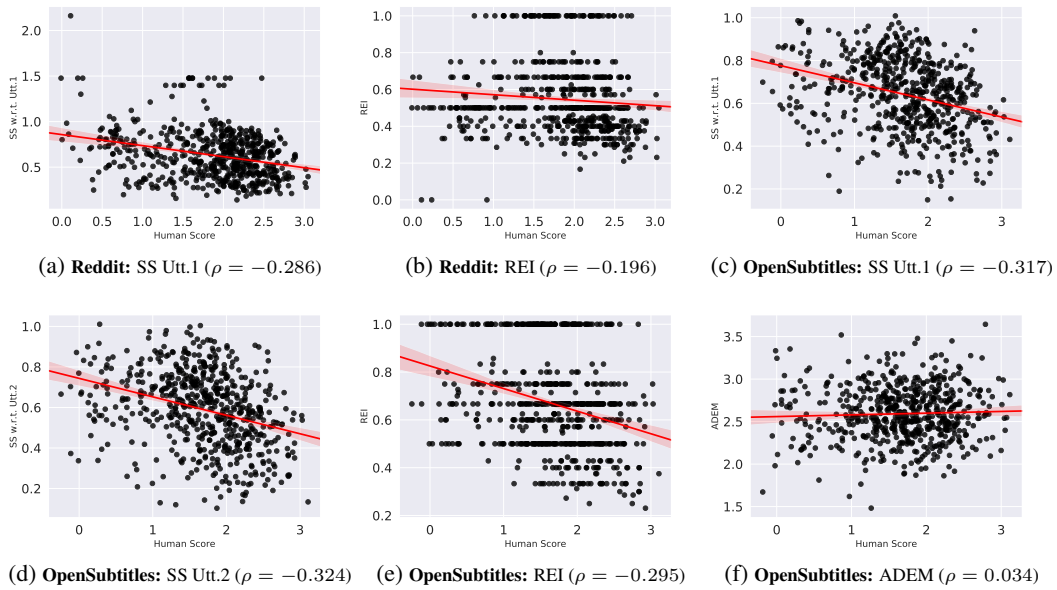 2.0
1.5
1.0
0.5
SS w.r.t. Utt.1
0.0 0.5 1.0 1.5 2.0 2.5 3.0
Human Score
(a) Reddit: SS Utt.1 (ρ = −0.286)
1.0
0.8
0.6
0.4
0.2
0.0
REI
0.0 0.5 1.0 1.5 2.0 2.5 3.0
Human Score
(b) Reddit: REI (ρ = −0.196)
1.0
0.8
0.6
0.4
0.2
SS w.r.t. Utt.1
0 1 2 3
Human Score
(c) OpenSubtitles: SS Utt.1 (ρ = −0.317)
1.0
0.8
0.6
0.4
0.2
SS w.r.t. Utt.2
0 1 2 3
Human Score
(d) OpenSubtitles: SS Utt.2 (ρ = −0.324)
1.0
0.8
0.6
0.4
0.2
REI
0 1 2 3
Human Score
(e) OpenSubtitles: REI (ρ = −0.295)
3.5
3.0
2.5
2.0
1.5
ADEM
0 1 2 3
Human Score
(f) OpenSubtitles: ADEM (ρ = 0.034)